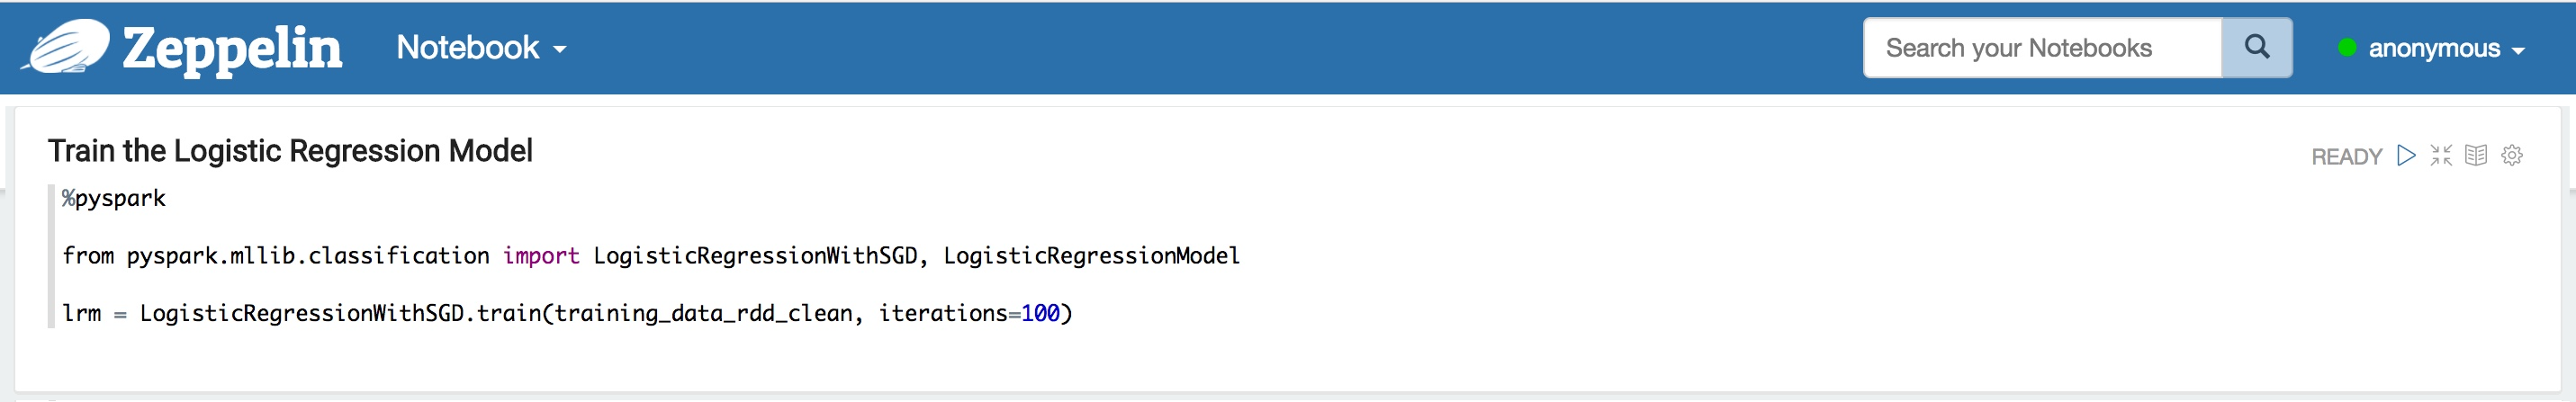 Zeppelin Notebook Search your Notebooks anonymous
Train the Logistic Regression Model READY
%pyspark
from pyspark.mllib.classification import LogisticRegressionWithSGD, LogisticRegressionModel
lrm = LogisticRegressionWithSGD.train(training_data_rdd_clean, iterations=100)